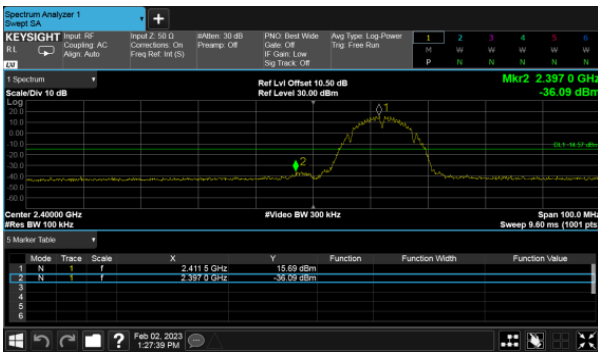 Spectrum Analyzer 1
Swept SA
+
KEYSIGHT Input: RF Input Z: 50 Ω #Atten: 30 dB PNO: Best Wide Avg Type: Log-Power 1 2 3 4 5 6
RL Coupling: AC Corrections: On Preamp: Off Gate: Off Trig: Free Run M W W W W W
Align: Auto Freq Ref: Int (S) IF Gain: Low P N N N N N
Sig Track: Off
LXI
1 Spectrum
Ref Lvl Offset 10.50 dB Mkr2 2.397 0 GHz
Scale/Div 10 dB Ref Level 30.00 dBm -36.09 dBm
Log
20.0
10.0
0.00
-10.0
-20.0
-30.0
-40.0
-50.0
-60.0
1
2
DL1 -14.57 dBm
Center 2.40000 GHz #Video BW 300 kHz Span 100.0 MHz
#Res BW 100 kHz Sweep 9.60 ms (1001 pts)
5 Marker Table
Mode Trace Scale X Y Function Function Width Function Value
1 N 1 f 2.411 5 GHz 15.69 dBm
2 N 1 f 2.397 0 GHz -36.09 dBm
3
4
5
6
? Feb 02, 2023
1:27:39 PM